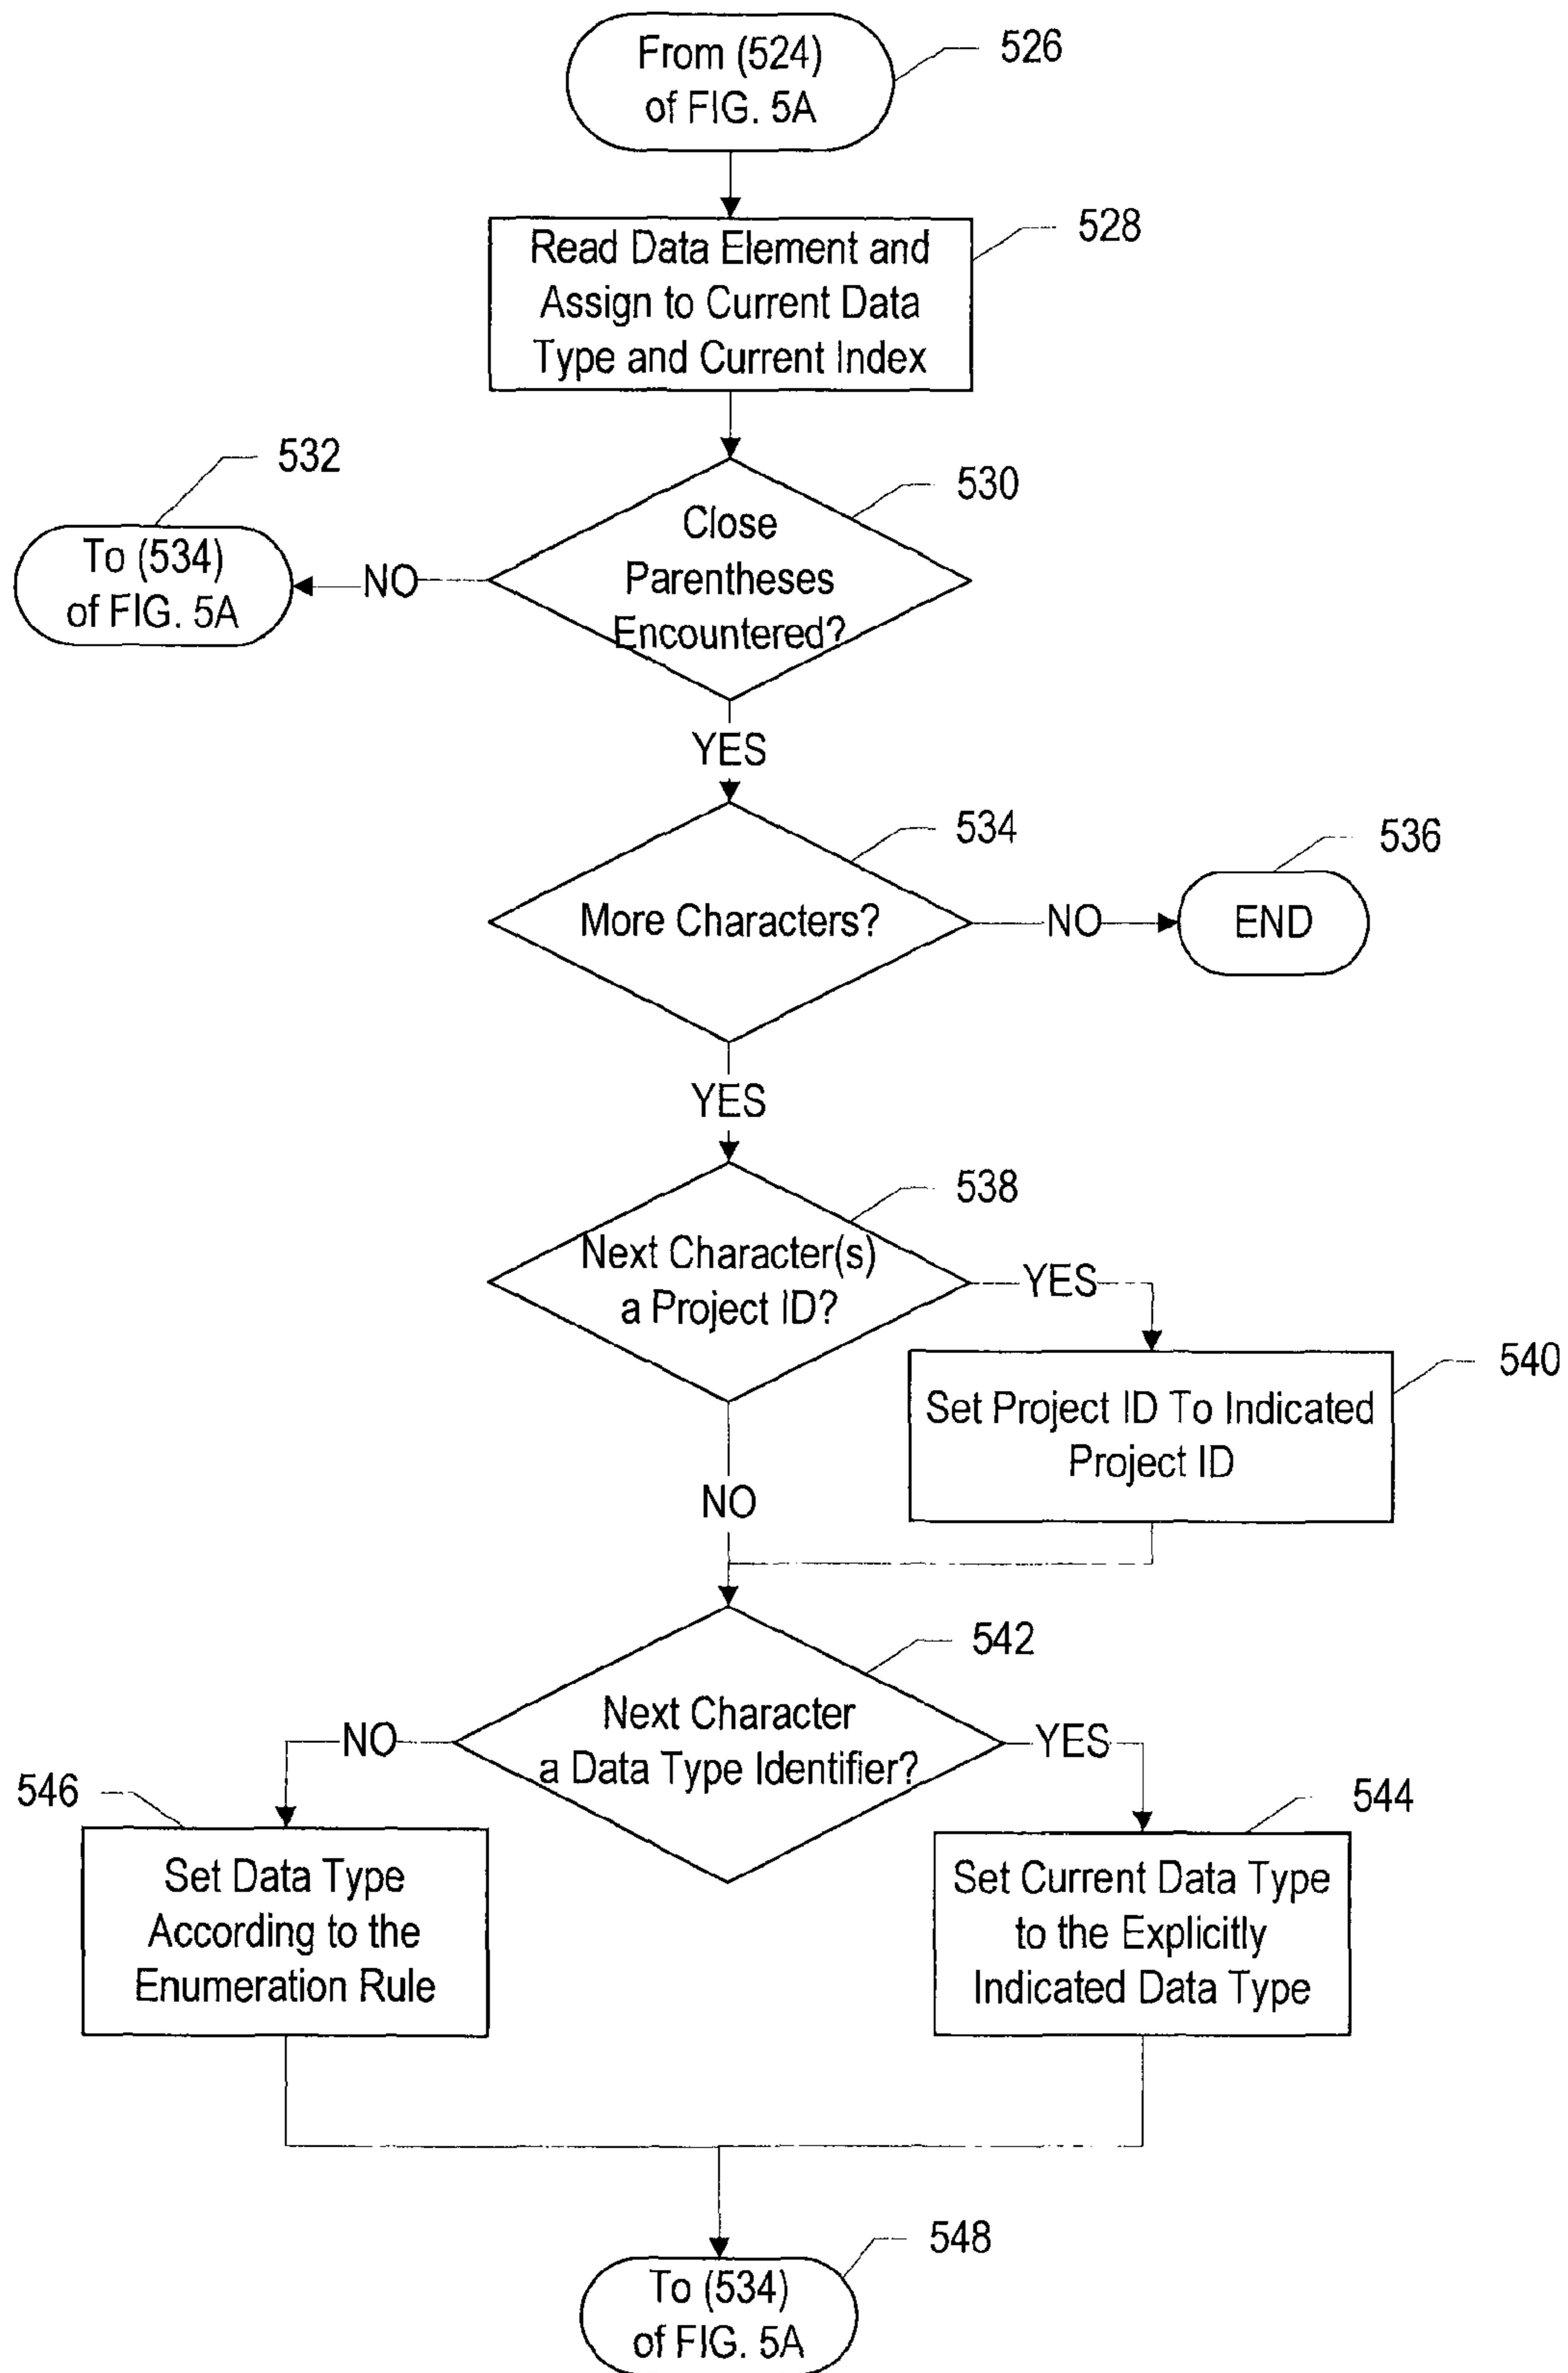 From (524)
of FIG. 5A
526
Read Data Element and
Assign to Current Data
Type and Current Index
528
Close
Parentheses
Encountered?
530
532
To (534)
of FIG. 5A
NO
YES
More Characters?
534
NO
536
END
YES
Next Character(s)
a Project ID?
538
YES
Set Project ID To Indicated
Project ID
540
NO
Next Character
a Data Type Identifier?
542
NO
YES
546
Set Data Type
According to the
Enumeration Rule
544
Set Current Data Type
to the Explicitly
Indicated Data Type
548
To (534)
of FIG. 5A